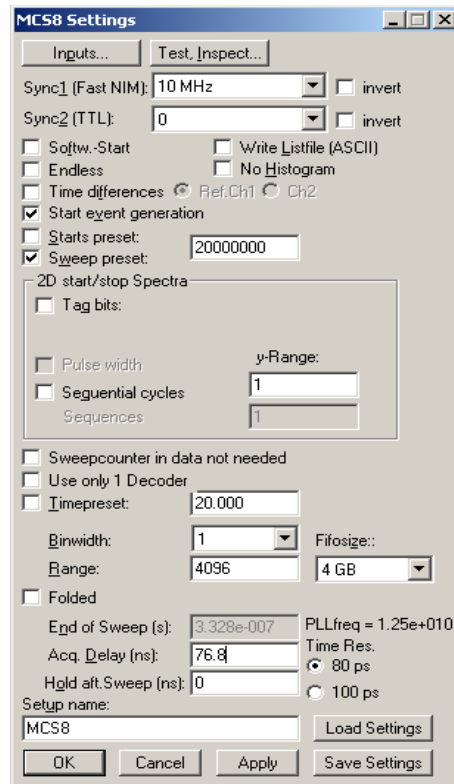 MCS8 Settings
Inputs... Test, Inspect...
Sync1 (Fast NIM): 10 MHz invert
Sync2 (TTL): 0 invert
Softw.-Start Write Listfile (ASCII)
Endless No Histogram
Time differences Ref.Ch1 Ch2
Start event generation
Starts preset:
Sweep preset: 20000000
2D start/stop Spectra
Tag bits:
Pulse width y-Range:
Sequential cycles 1
Sequences 1
Sweepcounter in data not needed
Use only 1 Decoder
Timepreset: 20.000
Binwidth: 1 Fifosize::
Range: 4096 4 GB
Folded
End of Sweep (s): 3.328e-007 PLLfreq = 1.25e+010
Acq. Delay (ns): 76.8 Time Res.
80 ps
Hold aft.Sweep (ns): 0 100 ps
Setup name:
MCS8 Load Settings
OK Cancel Apply Save Settings